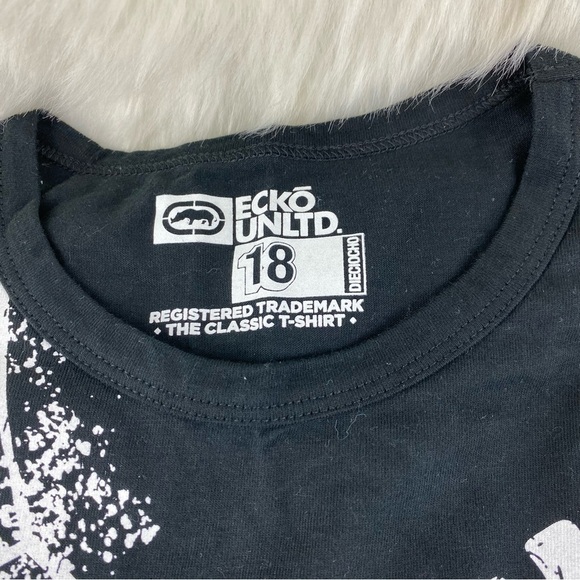 ECKŌ
UNLTD.
18
DIECIOCHO
REGISTERED TRADEMARK
• THE CLASSIC T-SHIRT •